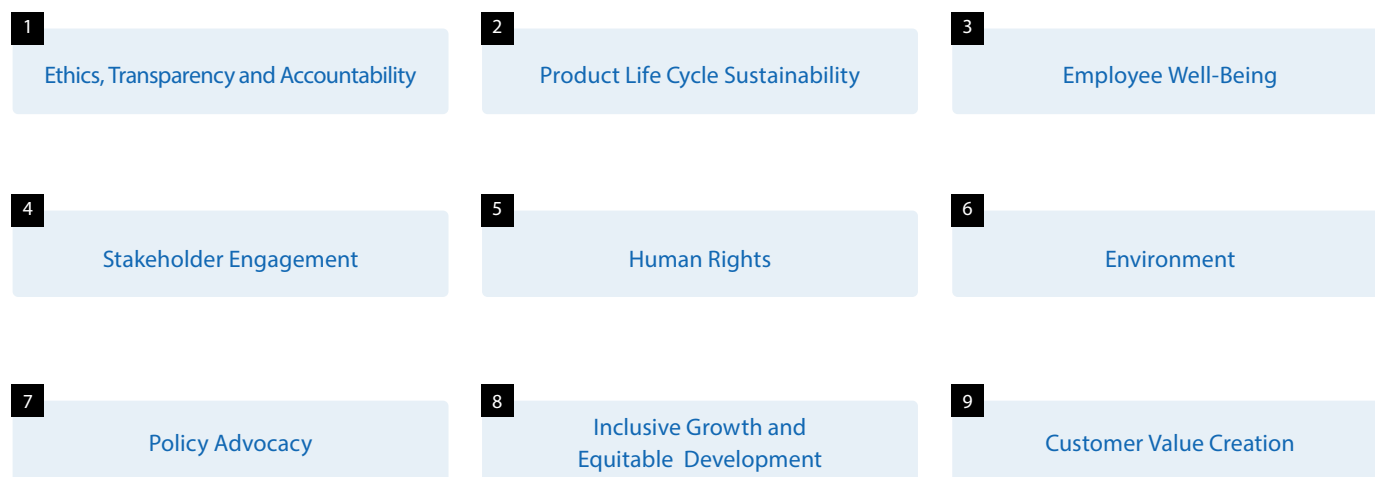 1
Ethics, Transparency and Accountability
2
Product Life Cycle Sustainability
3
Employee Well-Being
4
Stakeholder Engagement
5
Human Rights
6
Environment
7
Policy Advocacy
8
Inclusive Growth and
Equitable Development
9
Customer Value Creation